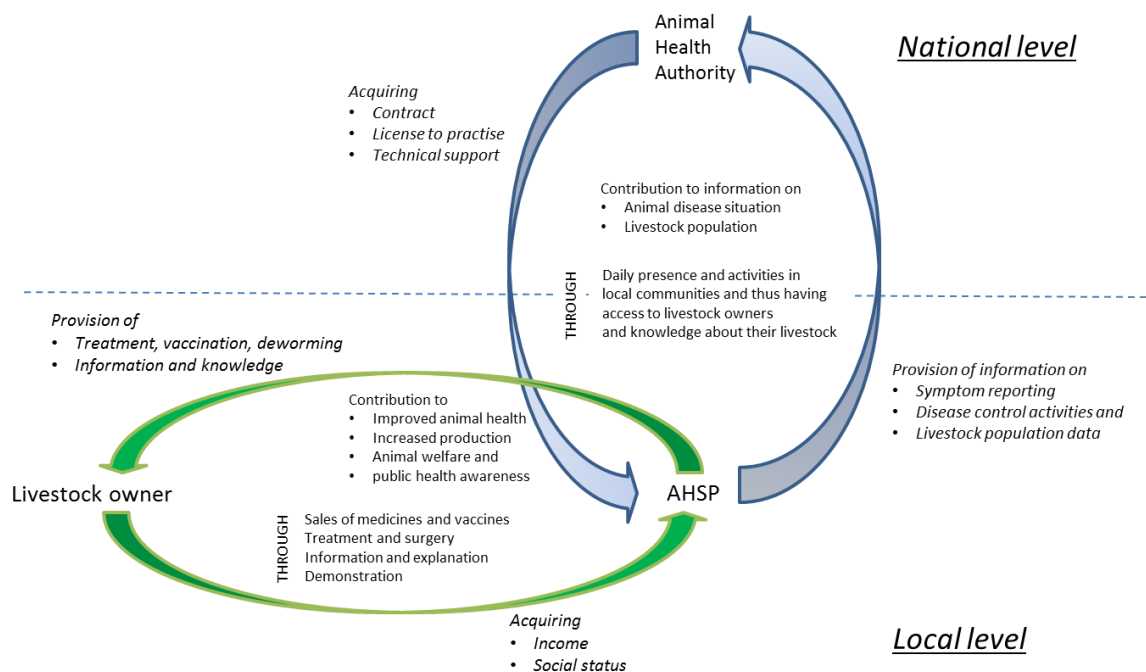 Animal
Health
Authority
National level
Acquiring
• Contract
• License to practise
• Technical support
Contribution to information on
• Animal disease situation
• Livestock population
THROUGH
Daily presence and activities in
local communities and thus having
access to livestock owners
and knowledge about their livestock
Provision of
• Treatment, vaccination, deworming
• Information and knowledge
Provision of information on
• Symptom reporting
• Disease control activities and
• Livestock population data
Contribution to
• Improved animal health
• Increased production
• Animal welfare and
• public health awareness
Livestock owner
AHSP
THROUGH
Sales of medicines and vaccines
Treatment and surgery
Information and explanation
Demonstration
Acquiring
• Income
• Social status
Local level